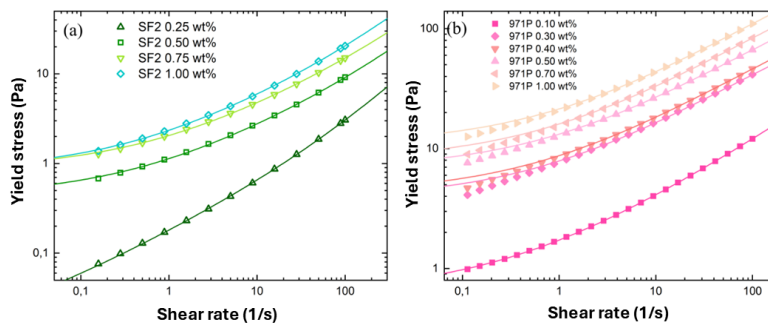 (a)
SF2 0.25 wt%
SF2 0.50 wt%
SF2 0.75 wt%
SF2 1.00 wt%
Yield stress (Pa)
10
1
0,1
0,1
1
10
100
Shear rate (1/s)
(b)
971P 0.10 wt%
971P 0.30 wt%
971P 0.40 wt%
971P 0.50 wt%
971P 0.70 wt%
971P 1.00 wt%
Yield stress (Pa)
100
10
1
0,1
1
10
100
Shear rate (1/s)